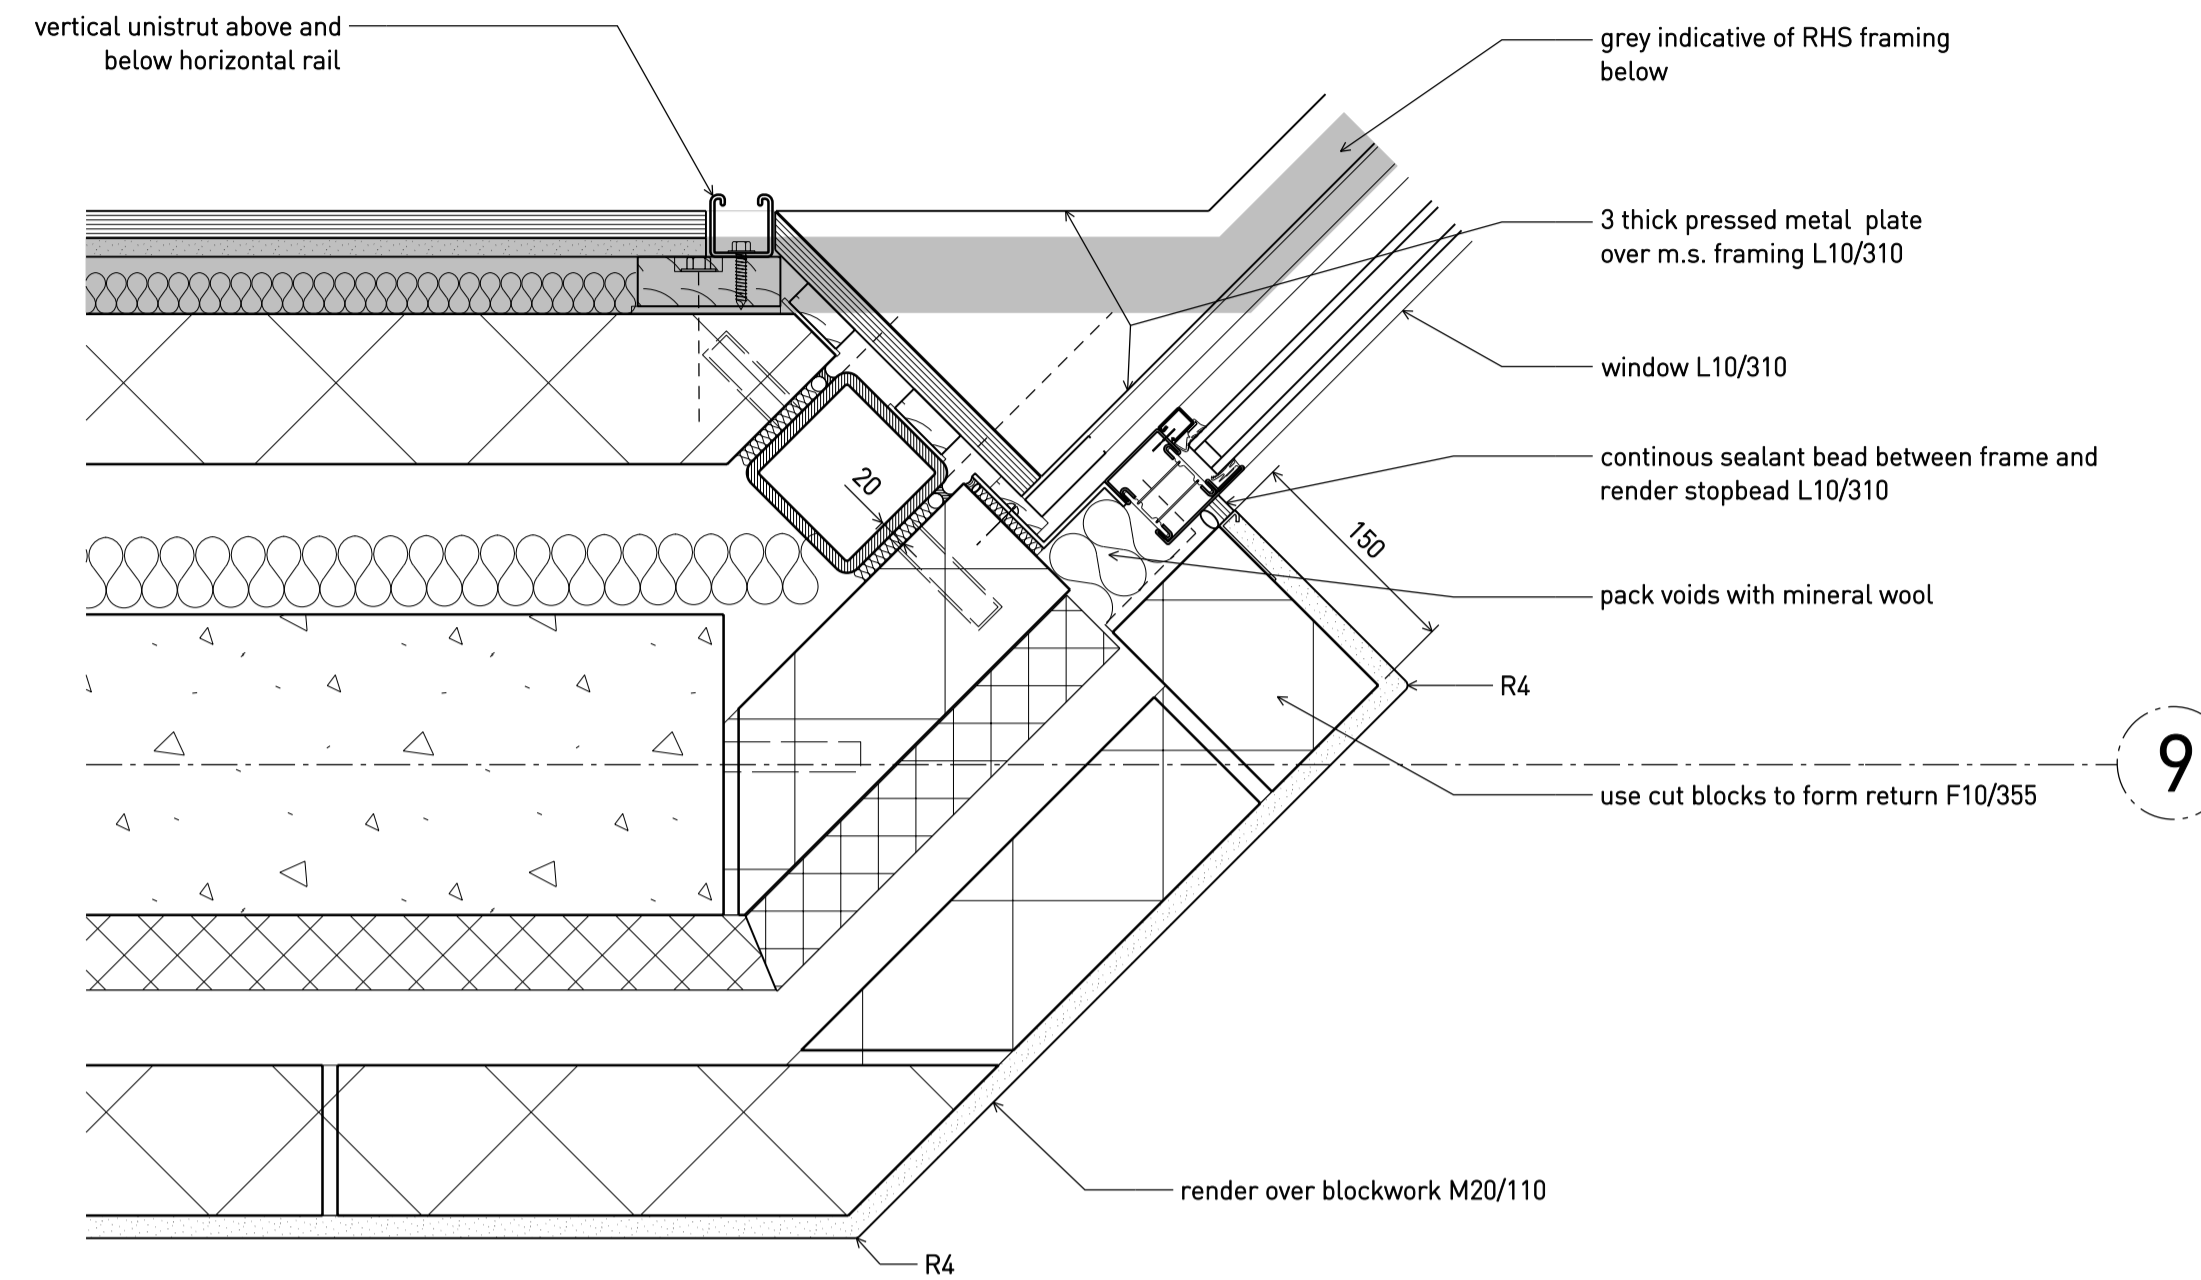 vertical unistrut above and
below horizontal rail
grey indicative of RHS framing
below
3 thick pressed metal plate
over m.s. framing L10/310
window L10/310
continous sealant bead between frame and
render stopbead L10/310
20
150
pack voids with mineral wool
R4
9
use cut blocks to form return F10/355
render over blockwork M20/110
R4